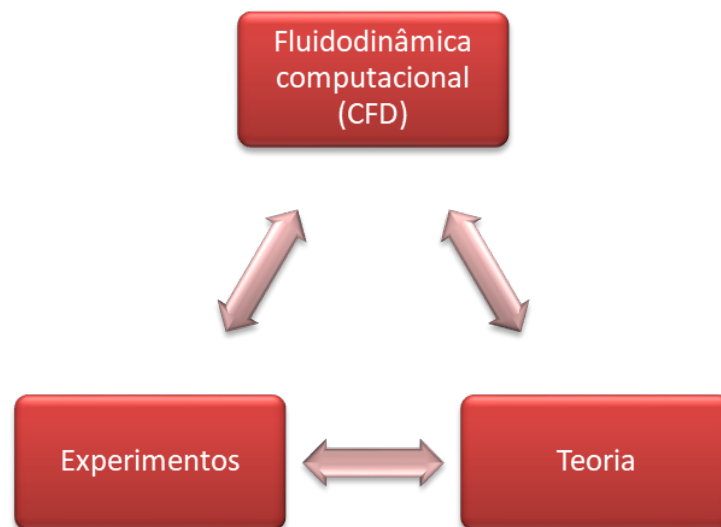 Fluidodinâmica
computacional
(CFD)
Experimentos
Teoria